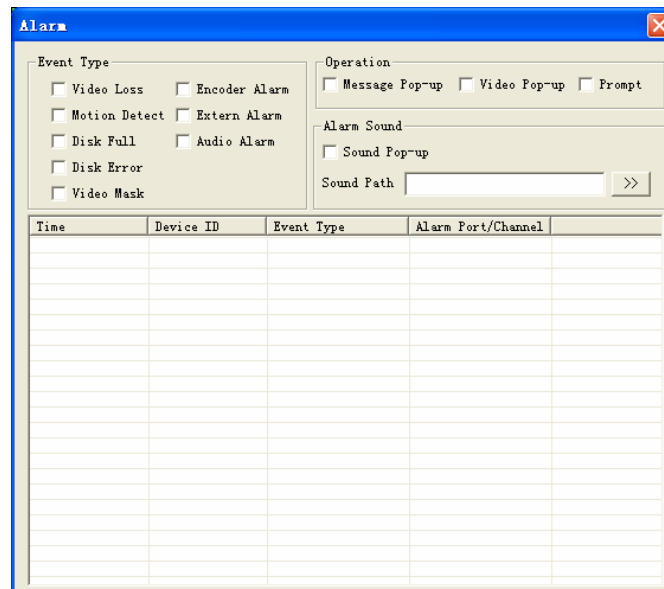 Alarm
Event Type
Video Loss Encoder Alarm
Motion Detect Extern Alarm
Disk Full Audio Alarm
Disk Error
Video Mask
Operation
Message Pop-up Video Pop-up Prompt
Alarm Sound
Sound Pop-up
Sound Path >>
Time Device ID Event Type Alarm Port/Channel